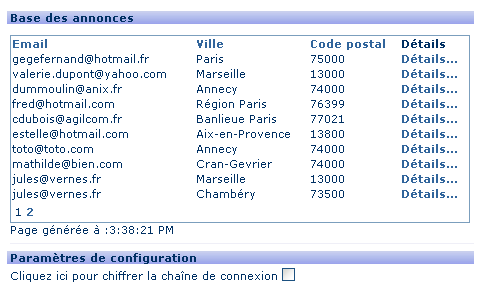 Base des annonces
Email Ville Code postal Détails
gegefernand@hotmail.fr Paris 75000 Détails...
valerie.dupont@yahoo.com Marseille 13000 Détails...
dummoulin@anix.fr Annecy 74000 Détails...
fred@hotmail.com Région Paris 76399 Détails...
cdubois@agilcom.fr Banlieue Paris 77021 Détails...
estelle@hotmail.com Aix-en-Provence 13800 Détails...
toto@toto.com Annecy 74000 Détails...
mathilde@bien.com Cran-Gevrier 74000 Détails...
jules@vernes.fr Marseille 13000 Détails...
jules@vernes.fr Chambéry 73500 Détails...
1 2
Page générée à :3:38:21 PM
Paramètres de configuration
Cliquez ici pour chiffrer la chaîne de connexion